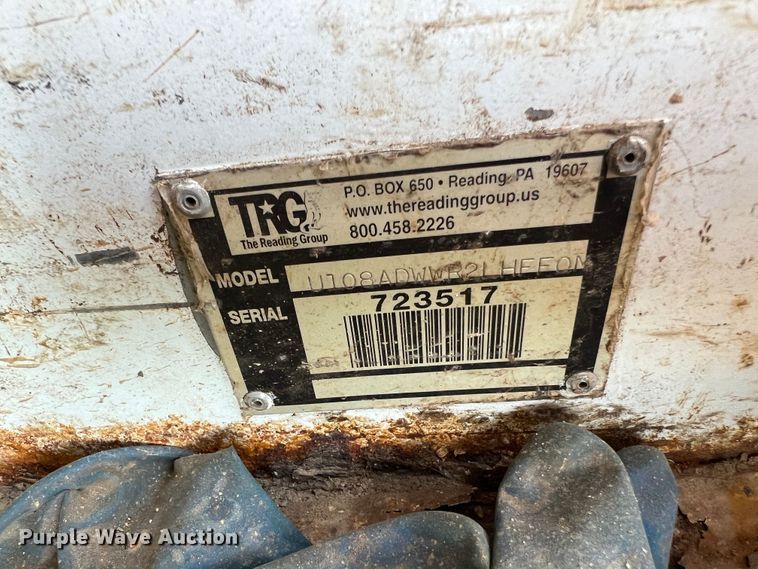 TRG
The Reading Group
P.O. BOX 650 • Reading, PA 19607
www.thereadinggroup.us
800.458.2226
MODEL U108ADWWR2LHFFON
SERIAL 723517
Purple Wave Auction